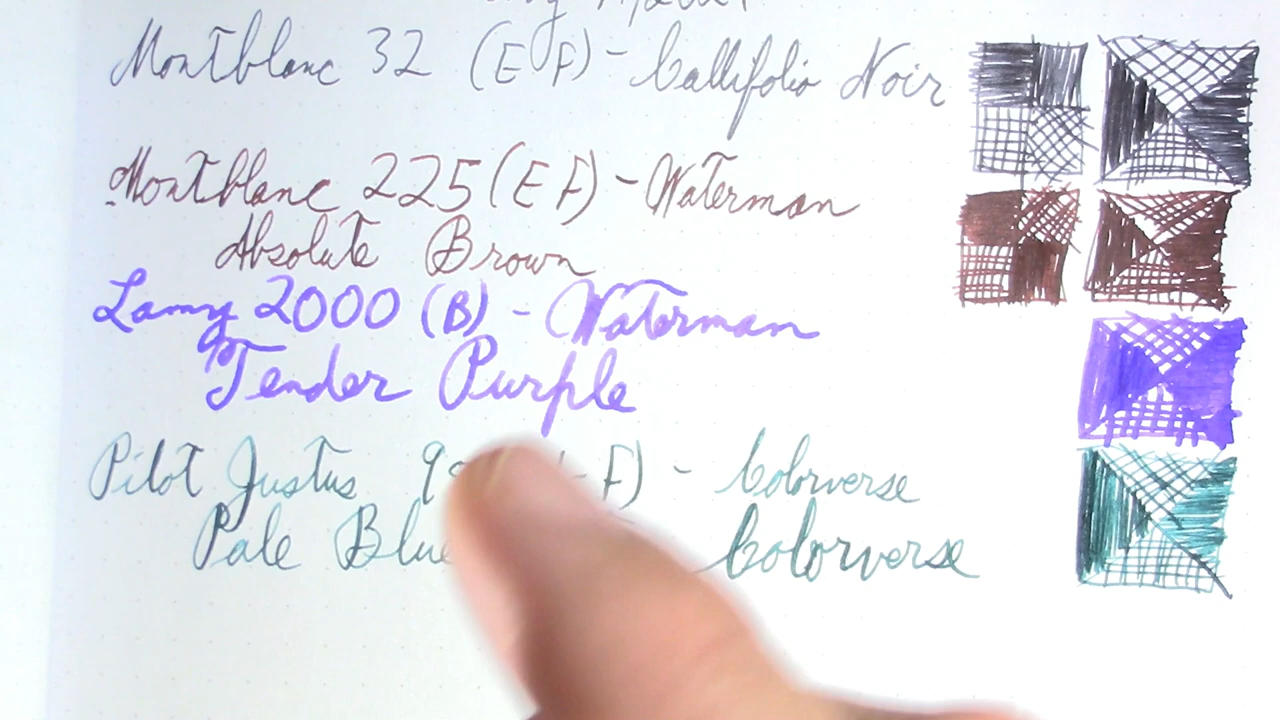 Montblanc 32 (EF) - Callifolio Noir
Montblanc 225 (EF) - Waterman
Absolute Brown
Lamy 2000 (B) - Waterman
Tender Purple
Pilot Justus F) - Colorverse
Pale Blue Colorverse